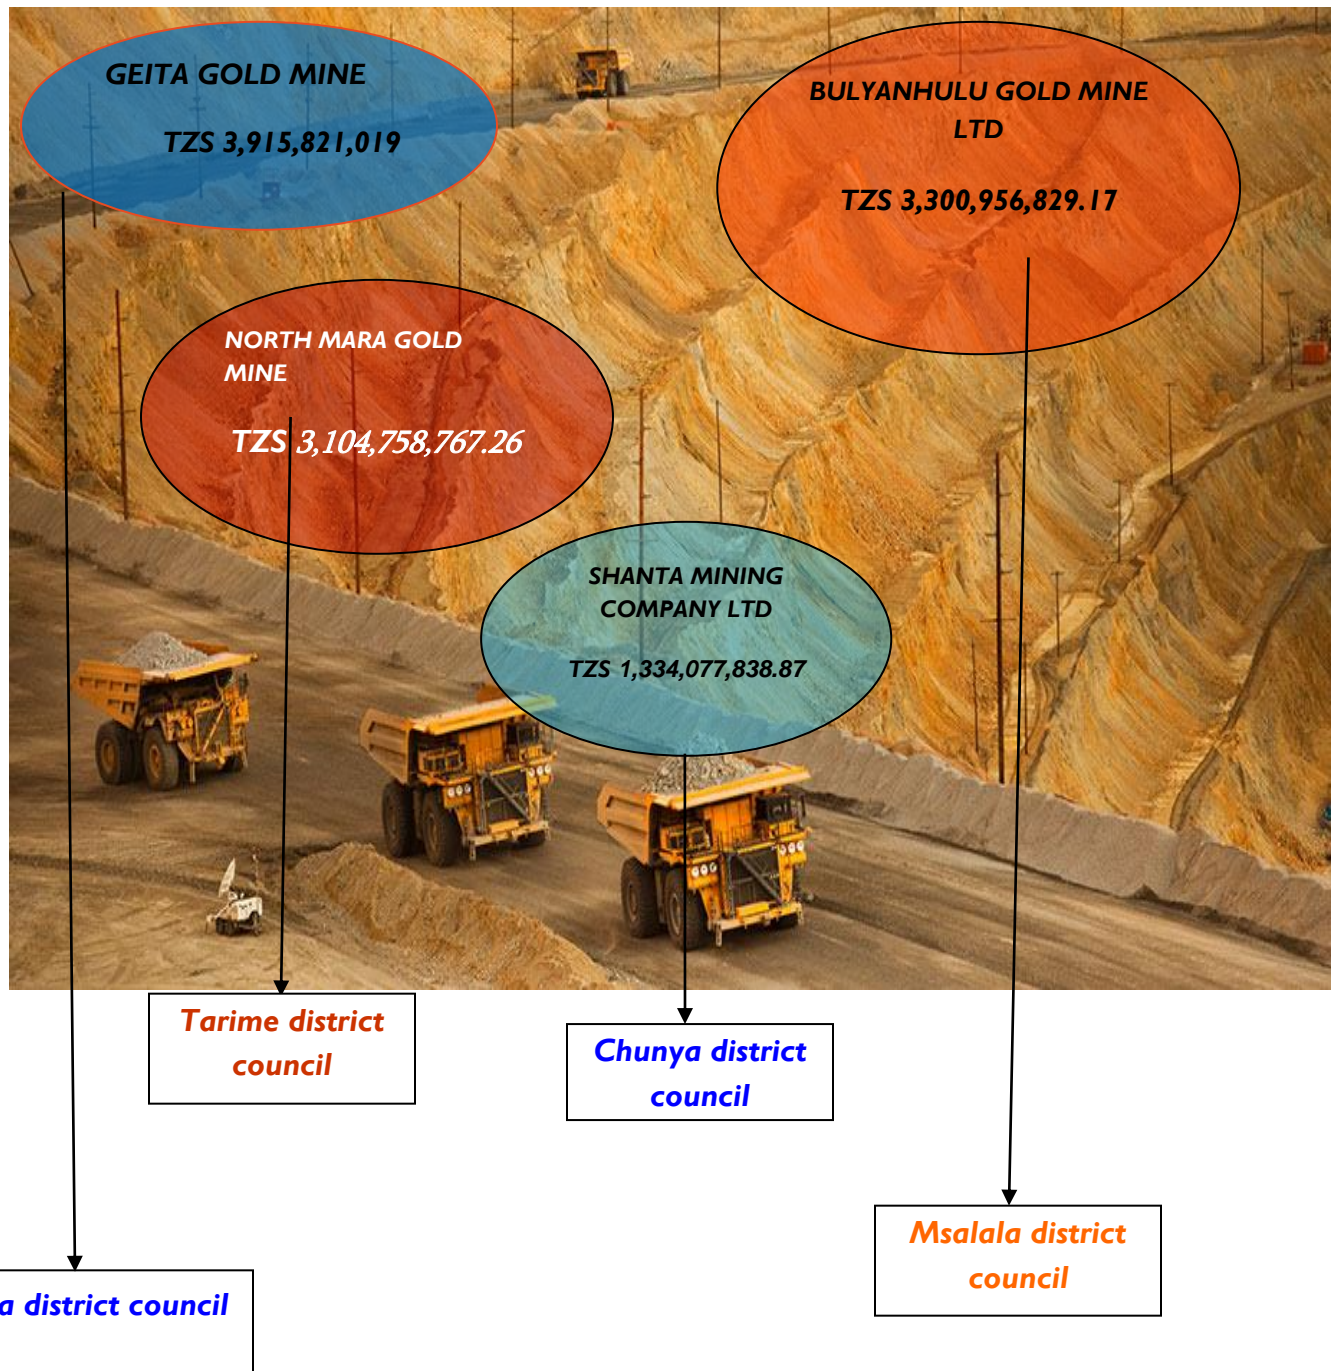 GEITA GOLD MINE
TZS 3,915,821,019
BULYANHULU GOLD MINE
LTD
TZS 3,300,956,829.17
NORTH MARA GOLD
MINE
TZS 3,104,758,767.26
SHANTA MINING
COMPANY LTD
TZS 1,334,077,838.87
Tarime district
council
Chunya district
council
Msalala district
council
district council